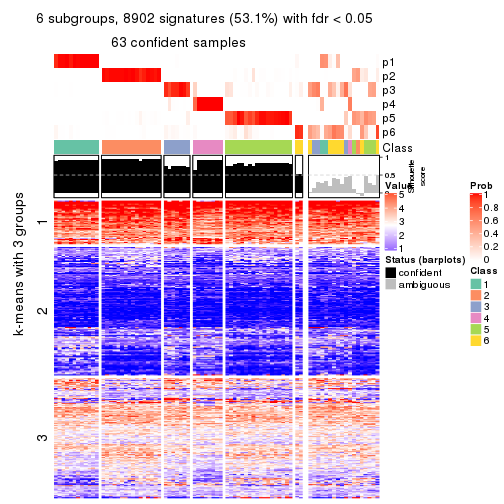 6 subgroups, 8902 signatures (53.1%) with fdr < 0.05
63 confident samples
p1
p2
p3
p4
p5
p6
Class
1
0.5
0
Silhouette
score
k-means with 3 groups
1
2
3
Value
5
4
3
2
1
Status (barplots)
confident
ambiguous
Prob
1
0.8
0.6
0.4
0.2
0
Class
1
2
3
4
5
6